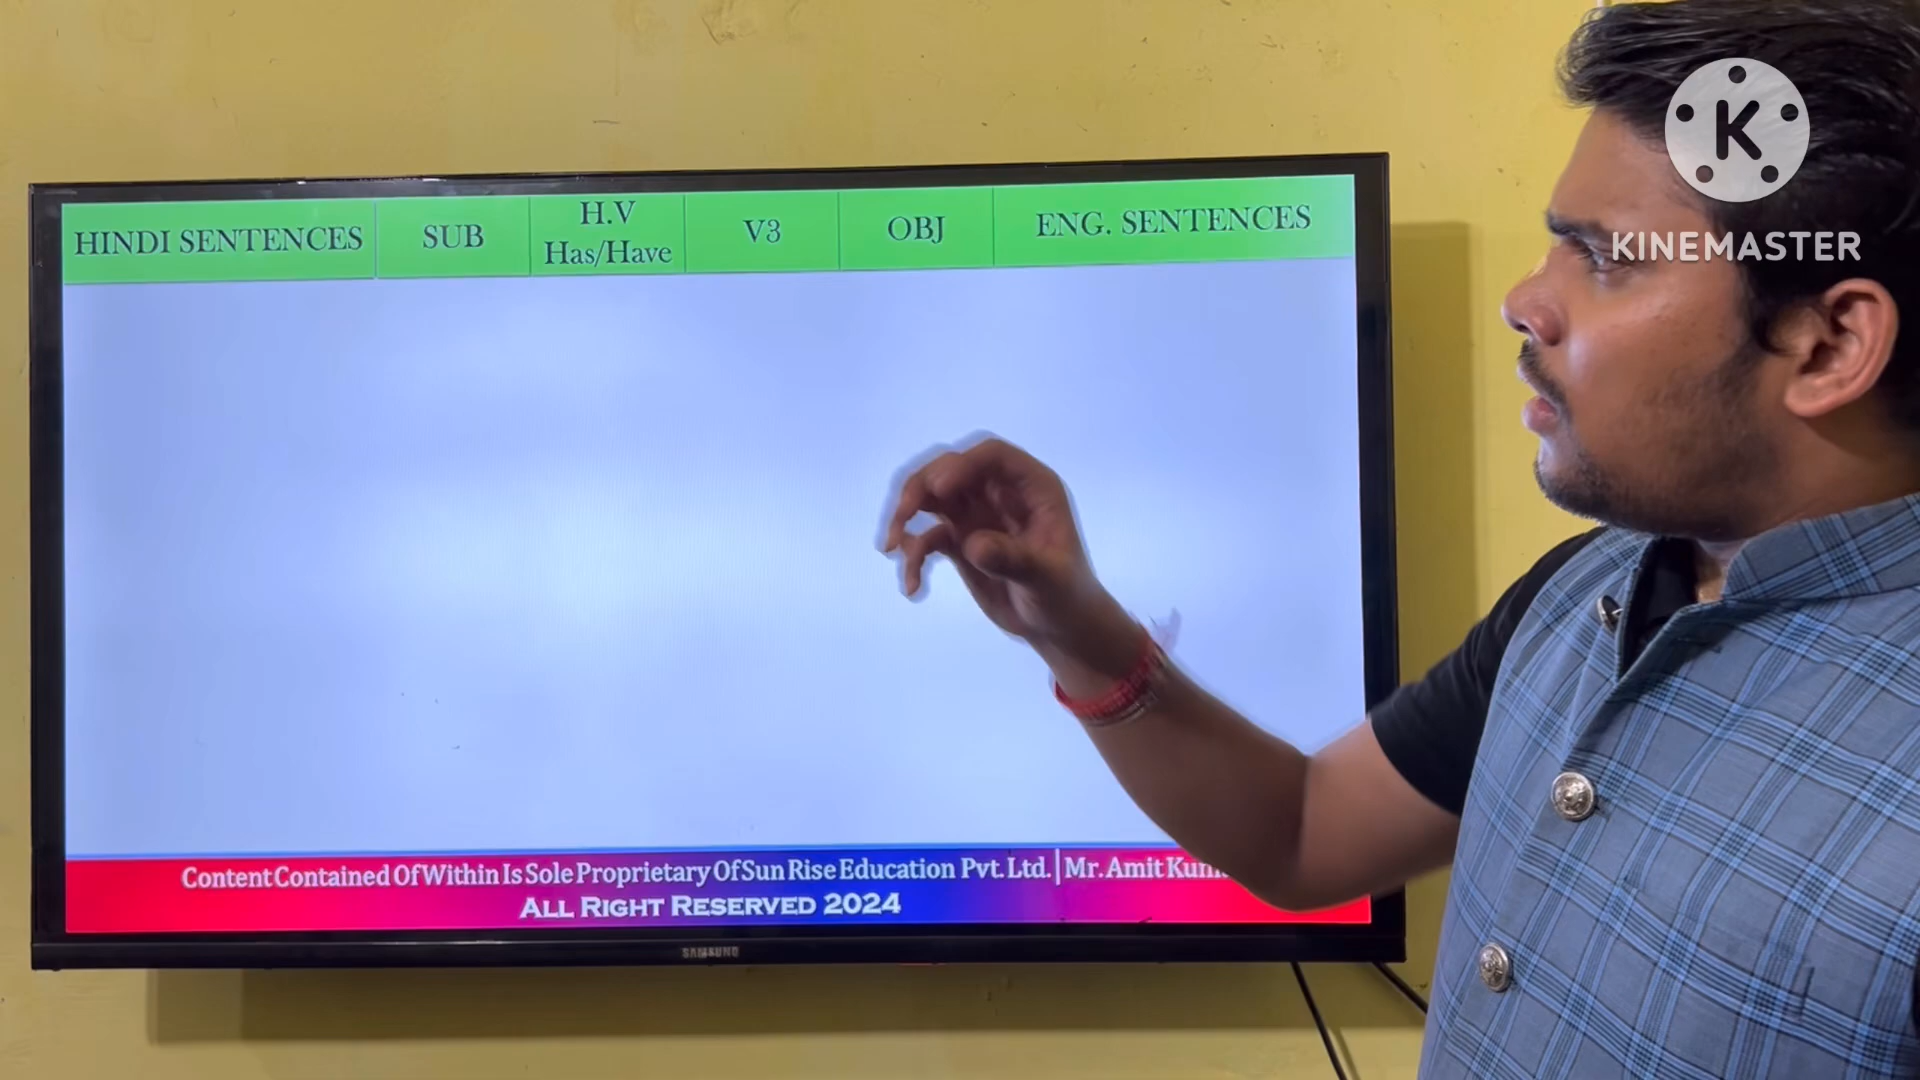 HINDI SENTENCES
SUB
H.V
Has/Have
V3
OBJ
ENG. SENTENCES
K
KINEMASTER
Content Contained Of Within Is Sole Proprietary Of Sun Rise Education Pvt. Ltd.|Mr. Amit
ALL RIGHT RESERVED 2024
SAMSUNG